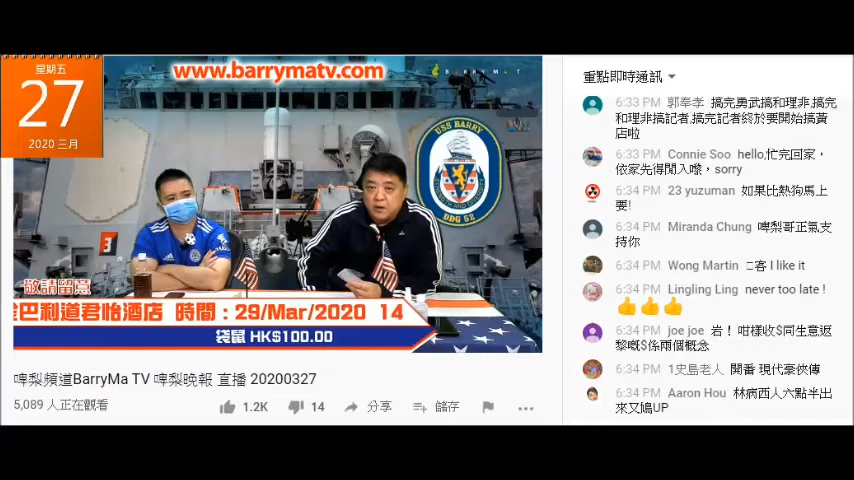 星期五
27
2020 三月
www.barrymatv.com
BARRYMAT
USS BARRY
DDG 52
3
敬請留意
金巴利道君怡酒店 時間：29/Mar/2020 14
袋鼠 HK$100.00
啤梨頻道BarryMa TV 啤梨晚報 直播 20200327
5,089 人正在觀看
1.2K
14
分享
儲存
重點即時通訊
6:33 PM 郭奉孝 搞完勇武搞和理非,搞完
和理非搞記者,搞完記者終於要開始搞黃
店啦
6:33 PM Connie Soo hello,忙完回家，
依家先得閒入嚟，sorry
6:34 PM 23 yuzuman 如果比熱狗馬上
要!
6:34 PM Miranda Chung 啤梨哥正氣,支
持你
6:34 PM Wong Martin □客 I like it
6:34 PM Lingling Ling never too late !
👍👍👍
6:34 PM joe joe 岩！咁樣收$同生意返
黎嘅$係兩個概念
6:34 PM 1史島老人 開番 現代豪俠傳
6:34 PM Aaron Hou 林病西人六點半出
來又鳩UP